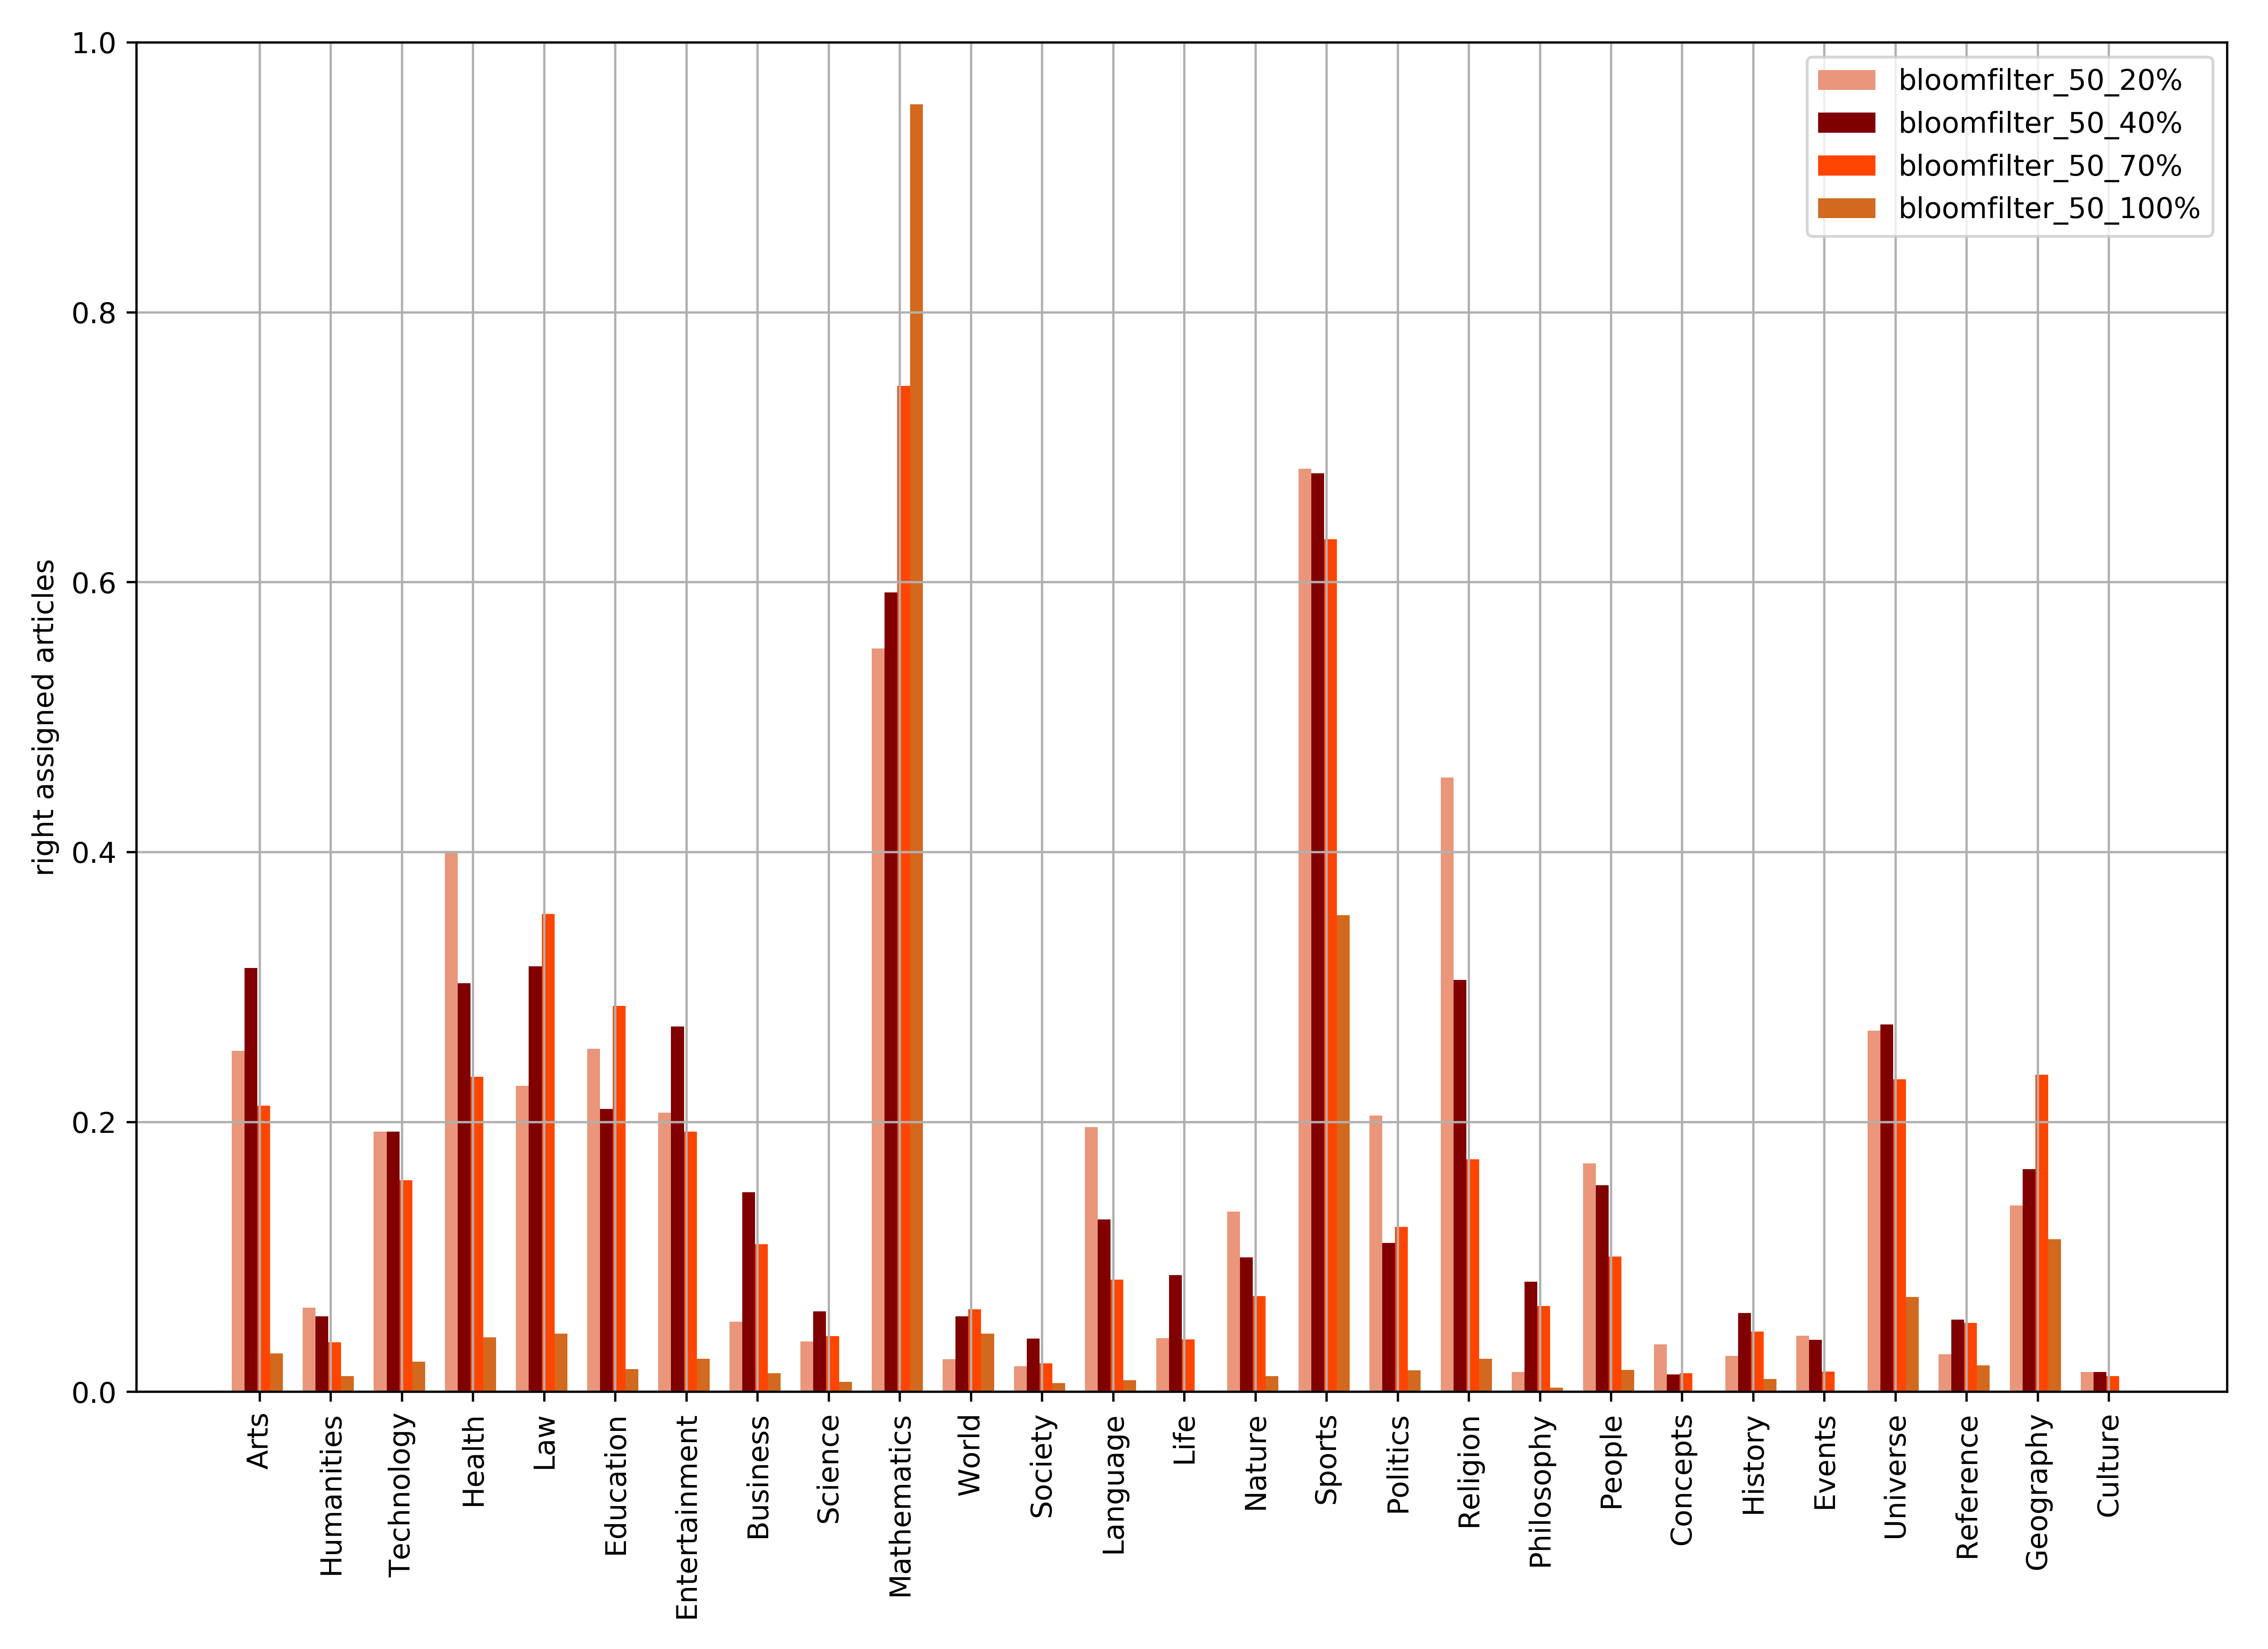 1.0
0.8
0.6
0.4
0.2
0.0
right assigned articles
bloomfilter_50_20%
bloomfilter_50_40%
bloomfilter_50_70%
bloomfilter_50_100%
Arts
Humanities
Technology
Health
Law
Education
Entertainment
Business
Science
Mathematics
World
Society
Language
Life
Nature
Sports
Politics
Religion
Philosophy
People
Concepts
History
Events
Universe
Reference
Geography
Culture